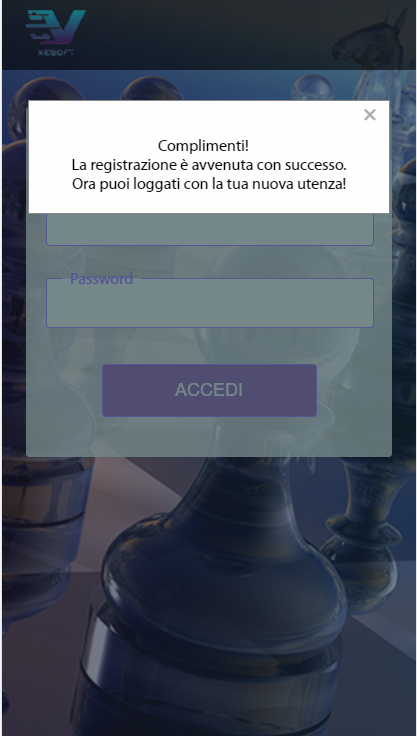 XESOFT
Complimenti!
La registrazione è avvenuta con successo.
Ora puoi loggati con la tua nuova utenza!
Password
ACCEDI